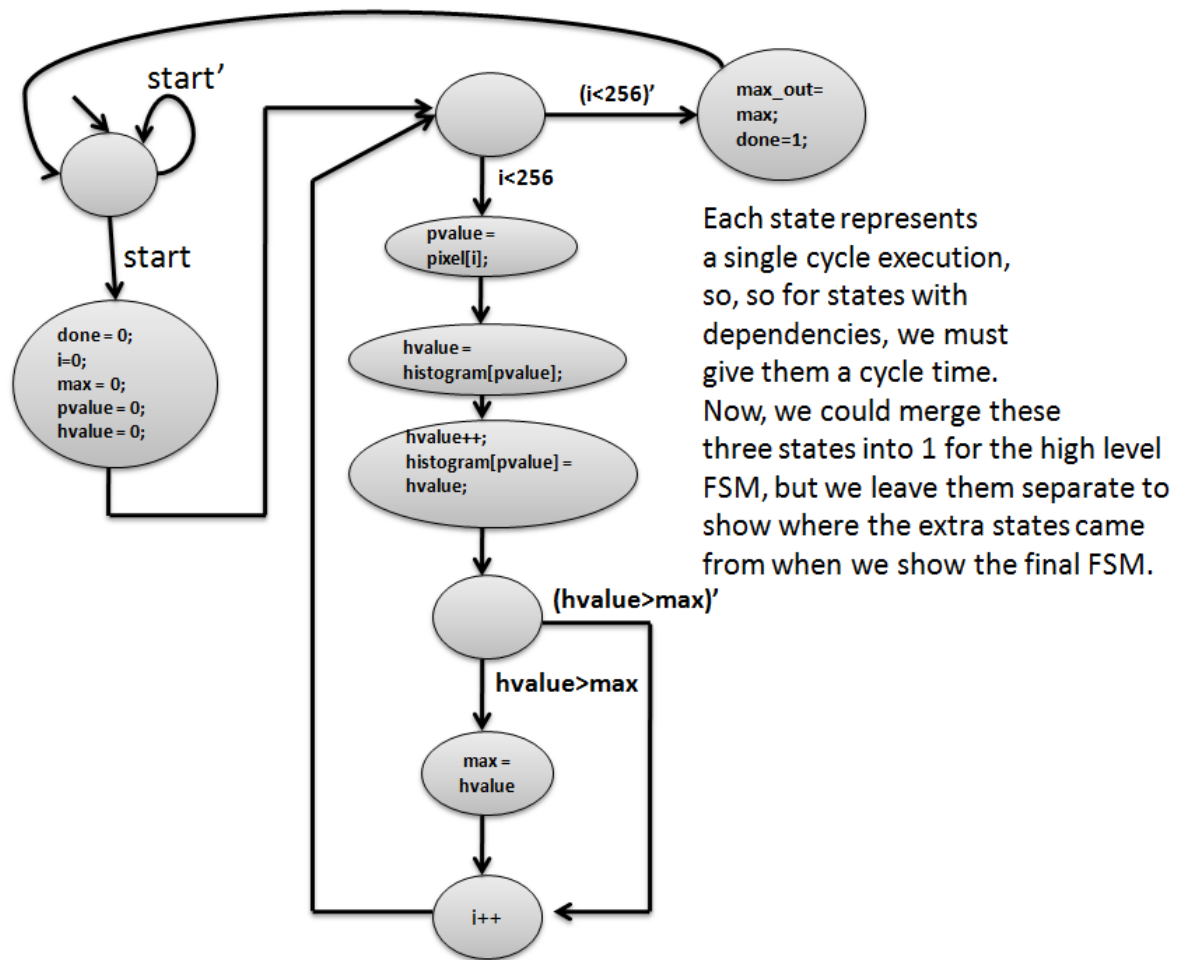 start’
start
done = 0;
i=0;
max = 0;
pvalue = 0;
hvalue = 0;
(i<256)’
max_out=
max;
done=1;
i<256
pvalue =
pixel[i];
hvalue =
histogram[pvalue];
hvalue++;
histogram[pvalue] =
hvalue;
(hvalue>max)’
hvalue>max
max =
hvalue
i++
Each state represents
a single cycle execution,
so, so for states with
dependencies, we must
give them a cycle time.
Now, we could merge these
three states into 1 for the high level
FSM, but we leave them separate to
show where the extra states came
from when we show the final FSM.